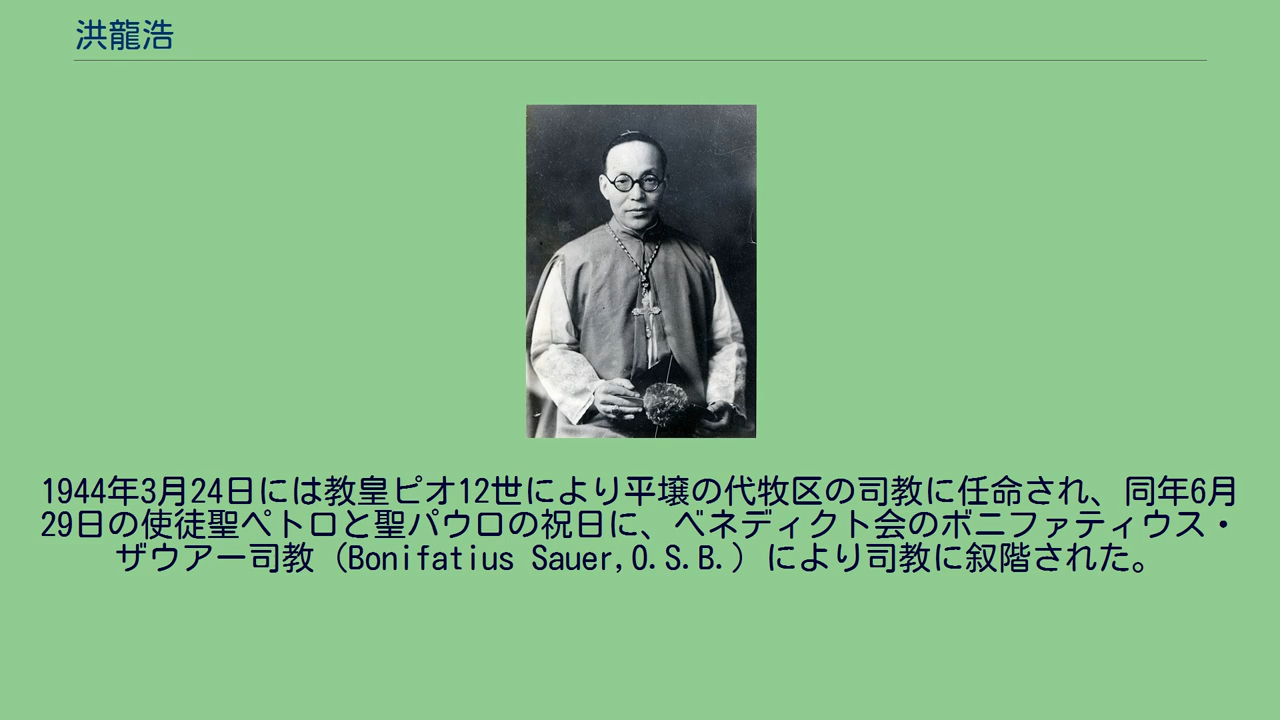 洪龍浩
1944年3月24日には教皇ピオ12世により平壌の代牧区の司教に任命され、同年6月
29日の使徒聖ペトロと聖パウロの祝日に、ベネディクト会のボニファティウス・
ザウアー司教（Bonifatius Sauer,O.S.B.）により司教に叙階された。